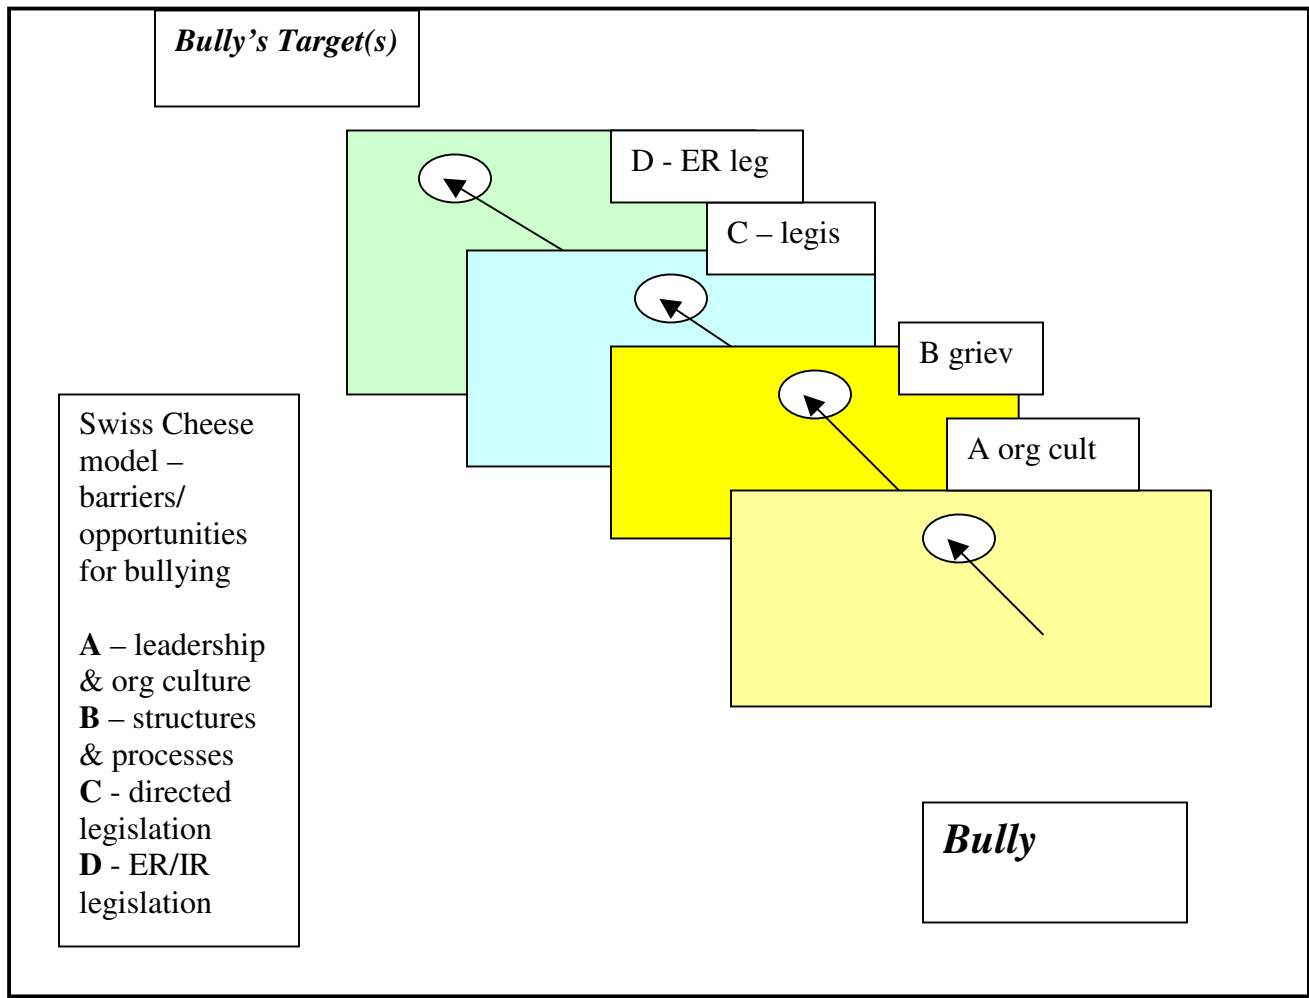 Bully's Target(s)
D - ER leg
C – legis
B griev
A org cult
Swiss Cheese
model –
barriers/
opportunities
for bullying
A – leadership
& org culture
B – structures
& processes
C - directed
legislation
D - ER/IR
legislation
Bully